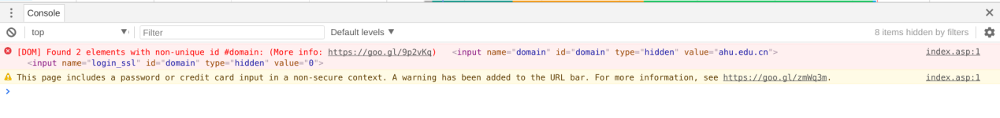 Console
top Filter Default levels 8 items hidden by filters
[DOM] Found 2 elements with non-unique id #domain: (More info: https://goo.gl/9p2vKq) <input name="domain" id="domain" type="hidden" value="ahu.edu.cn"> index.asp:1
<input name="login_ssl" id="domain" type="hidden" value="0">
This page includes a password or credit card input in a non-secure context. A warning has been added to the URL bar. For more information, see https://goo.gl/zmWq3m. index.asp:1